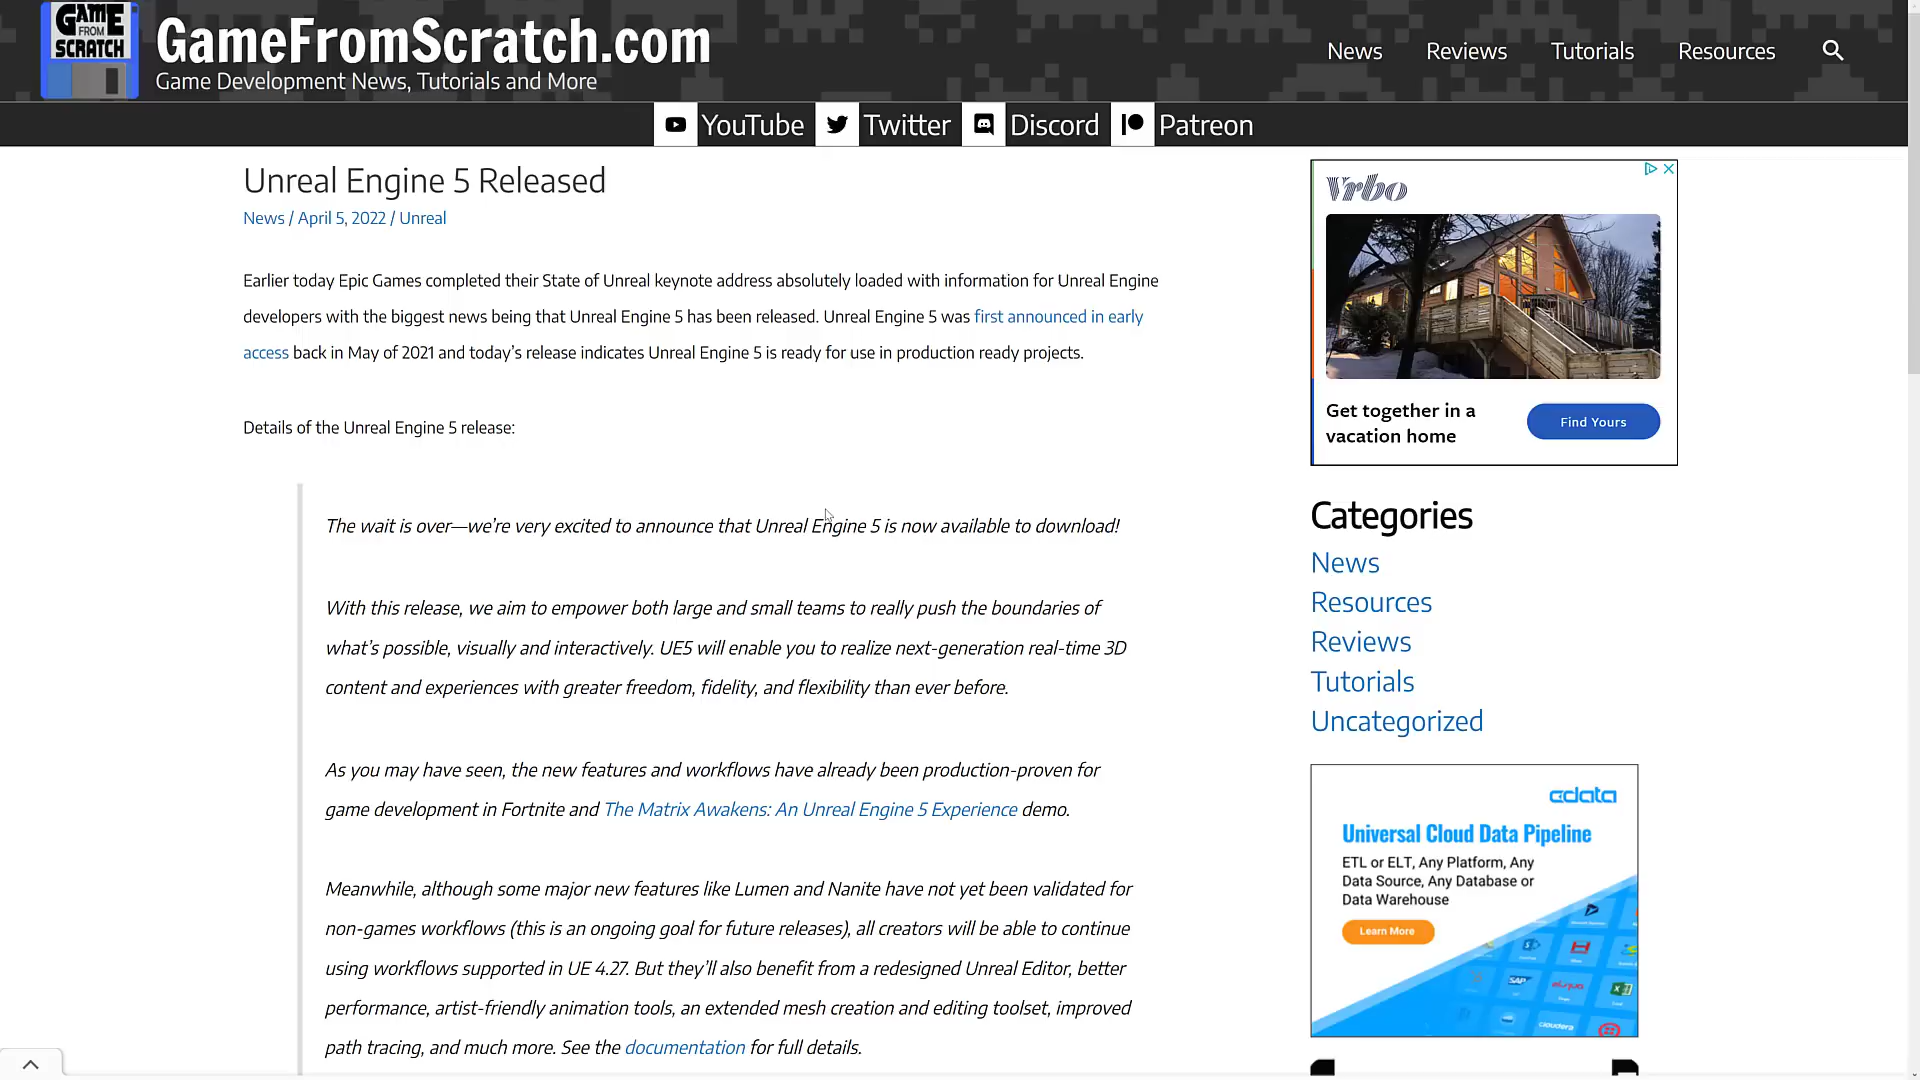 GAME
FROM
SCRATCH
GameFromScratch.com
Game Development News, Tutorials and More
News
Reviews
Tutorials
Resources
YouTube
Twitter
Discord
Patreon
Unreal Engine 5 Released
News / April 5, 2022 / Unreal
Earlier today Epic Games completed their State of Unreal keynote address absolutely loaded with information for Unreal Engine
developers with the biggest news being that Unreal Engine 5 has been released. Unreal Engine 5 was first announced in early
access back in May of 2021 and today’s release indicates Unreal Engine 5 is ready for use in production ready projects.
Details of the Unreal Engine 5 release:
The wait is over—we’re very excited to announce that Unreal Engine 5 is now available to download!
With this release, we aim to empower both large and small teams to really push the boundaries of
what’s possible, visually and interactively. UE5 will enable you to realize next-generation real-time 3D
content and experiences with greater freedom, fidelity, and flexibility than ever before.
As you may have seen, the new features and workflows have already been production-proven for
game development in Fortnite and The Matrix Awakens: An Unreal Engine 5 Experience demo.
Meanwhile, although some major new features like Lumen and Nanite have not yet been validated for
non-games workflows (this is an ongoing goal for future releases), all creators will be able to continue
using workflows supported in UE 4.27. But they’ll also benefit from a redesigned Unreal Editor, better
performance, artist-friendly animation tools, an extended mesh creation and editing toolset, improved
path tracing, and much more. See the documentation for full details.
Vrbo
Get together in a
vacation home
Find Yours
Categories
News
Resources
Reviews
Tutorials
Uncategorized
cdata
Universal Cloud Data Pipeline
ETL or ELT, Any Platform, Any
Data Source, Any Database or
Data Warehouse
Learn More
SAP
cloudera